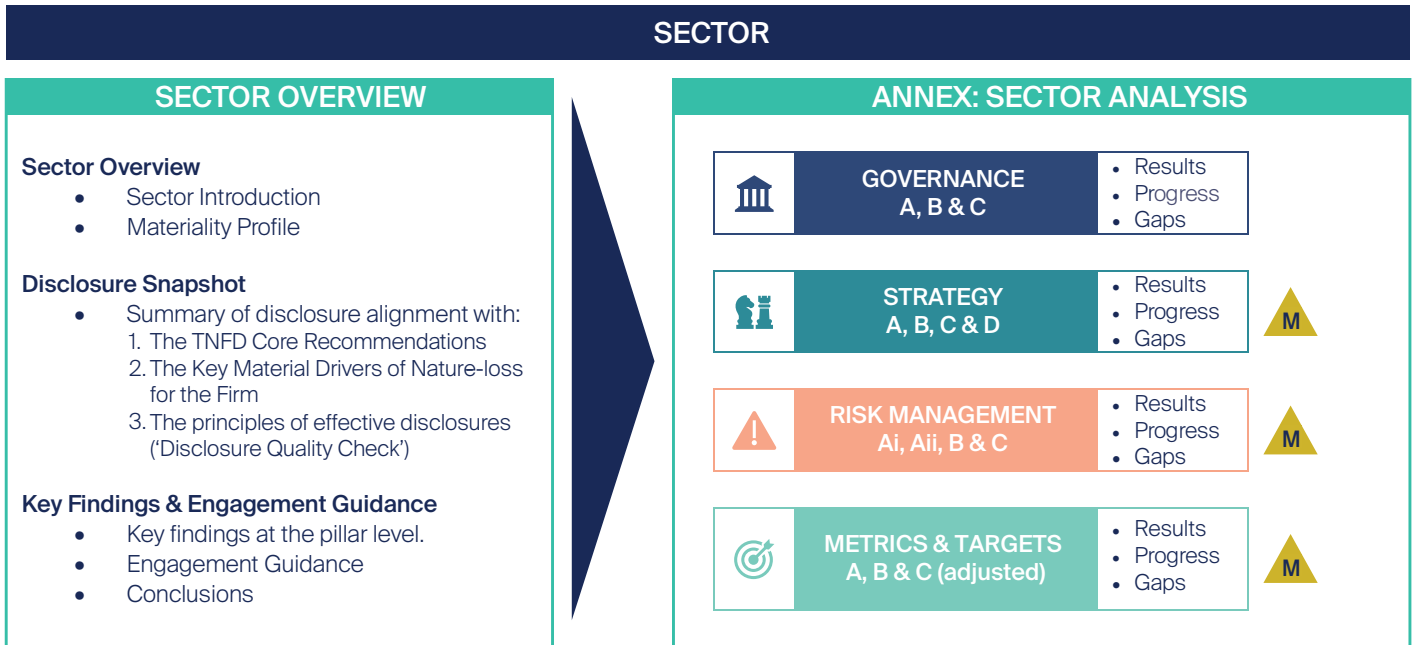 SECTOR
SECTOR OVERVIEW
Sector Overview
• Sector Introduction
• Materiality Profile
Disclosure Snapshot
• Summary of disclosure alignment with:
1. The TNFD Core Recommendations
2. The Key Material Drivers of Nature-loss
for the Firm
3. The principles of effective disclosures
(‘Disclosure Quality Check’)
Key Findings & Engagement Guidance
• Key findings at the pillar level.
• Engagement Guidance
• Conclusions
ANNEX: SECTOR ANALYSIS
GOVERNANCE
A, B & C
• Results
• Progress
• Gaps
STRATEGY
A, B, C & D
• Results
• Progress
• Gaps
M
RISK MANAGEMENT
Ai, Aii, B & C
• Results
• Progress
• Gaps
M
METRICS & TARGETS
A, B & C (adjusted)
• Results
• Progress
• Gaps
M